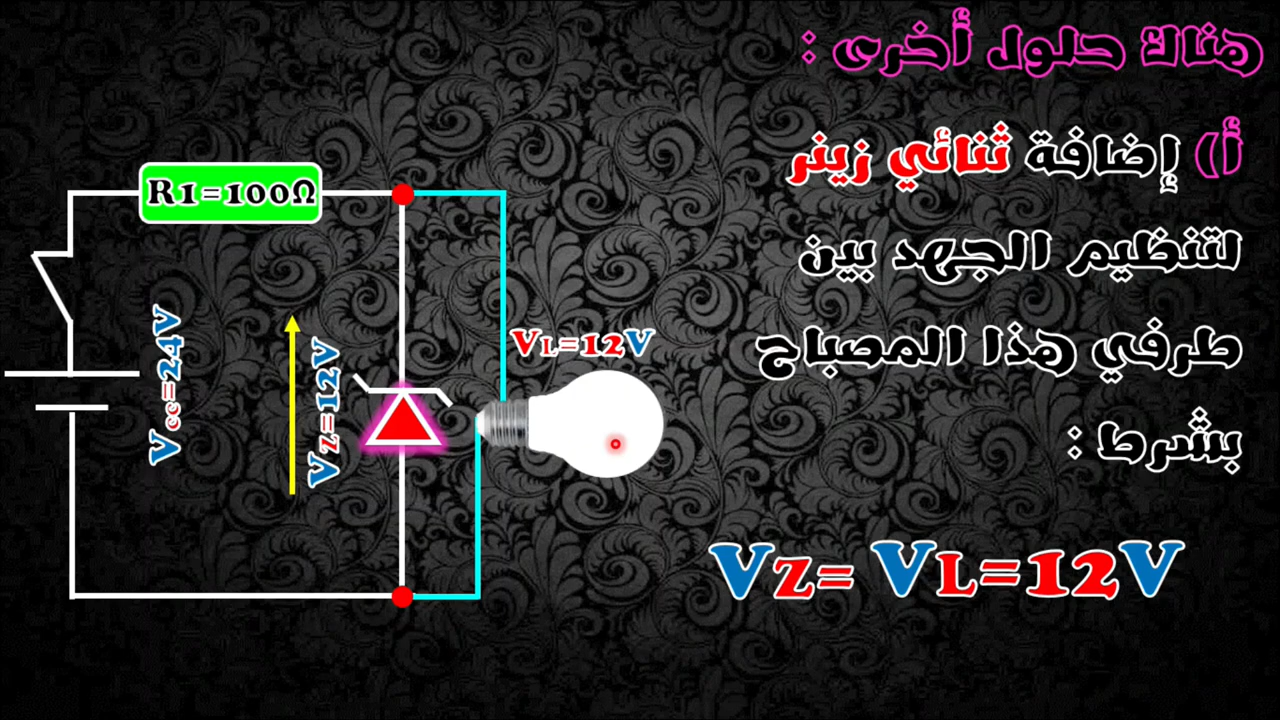 هناك حلول أخرى :
أ) إضافة ثنائي زينر
لتنظيم الجهد بين
طرفي هذا المصباح
بشرط :
VZ= VL=12V
R1=100Ω
Vcc=24V
VZ=12V
VL=12V